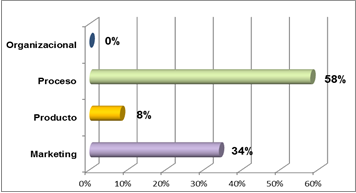 Organizacional 0%
Proceso 58%
Producto 8%
Marketing 34%
0% 10% 20% 30% 40% 50% 60%